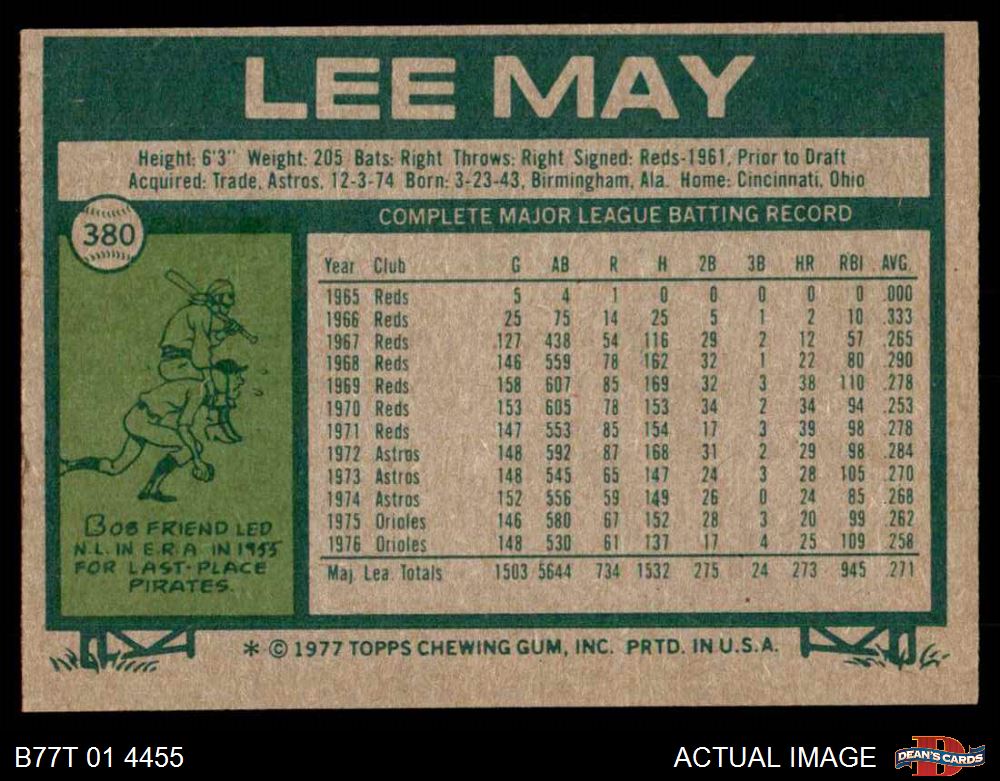 LEE MAY
Height: 6'3" Weight: 205 Bats: Right Throws: Right Signed: Reds-1961, Prior to Draft
Acquired: Trade, Astros, 12-3-74 Born: 3-23-43, Birmingham, Ala. Home: Cincinnati, Ohio
380
COMPLETE MAJOR LEAGUE BATTING RECORD
Year Club G AB R H 2B 3B HR RBI AVG.
1965 Reds 5 4 1 0 0 0 0 0 .000
1966 Reds 25 75 14 25 5 1 2 10 .333
1967 Reds 127 438 54 116 29 2 12 57 .265
1968 Reds 146 559 78 162 32 1 22 80 .290
1969 Reds 158 607 85 169 32 3 38 110 .278
1970 Reds 153 605 78 153 34 2 34 94 .253
1971 Reds 147 553 85 154 17 3 39 98 .278
1972 Astros 148 592 87 168 31 2 29 98 .284
1973 Astros 148 545 65 147 24 3 28 105 .270
1974 Astros 152 556 59 149 26 0 24 85 .268
1975 Orioles 146 580 67 152 28 3 20 99 .262
1976 Orioles 148 530 61 137 17 4 25 109 .258
Maj. Lea. Totals 1503 5644 734 1532 275 24 273 945 .271
BOB FRIEND LED
N.L. IN E.R.A. IN 1955
FOR LAST-PLACE
PIRATES.
* © 1977 TOPPS CHEWING GUM, INC. PRTD. IN U.S.A.
B77T 01 4455
ACTUAL IMAGE
D
DEAN'S CARDS